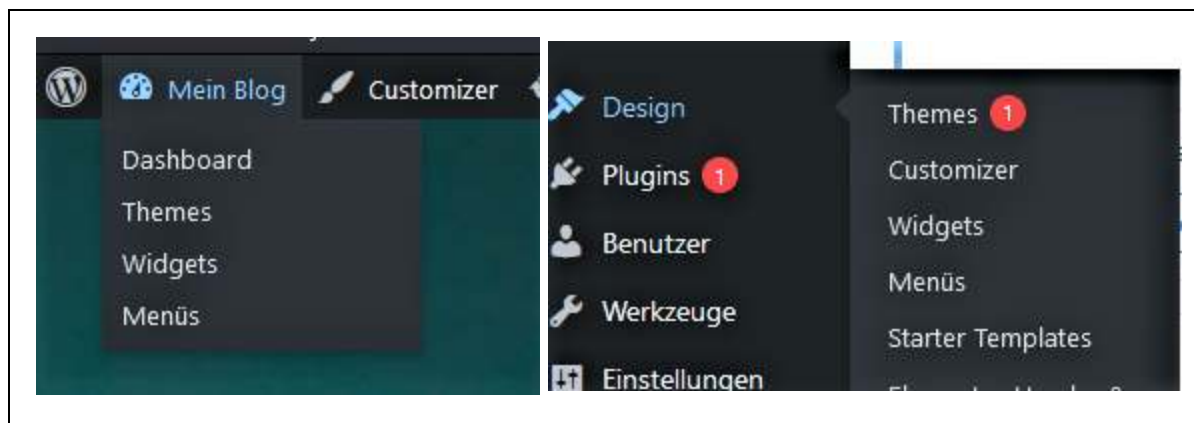 Mein Blog Customizer
Dashboard
Themes
Widgets
Menüs
Design
Plugins 1
Benutzer
Werkzeuge
Einstellungen
Themes 1
Customizer
Widgets
Menüs
Starter Templates